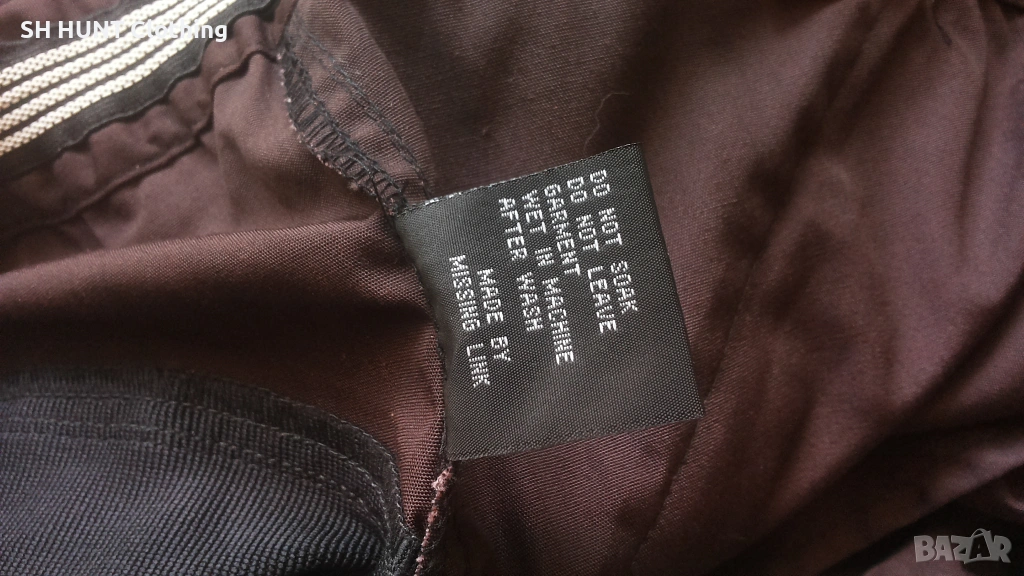 SH HUNT Clothing
DO NOT SOAK
DO NOT LEAVE
GARMENT
WET IN MACHINE
AFTER WASH
MADE BY
MISSING LINK
BAZAR